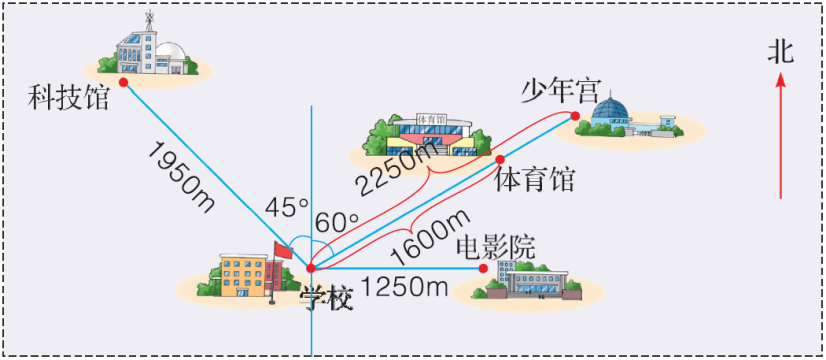 北
少年宫
科技馆
体育馆
2250m
体育馆
1950m
45°
60°
1600m
电影院
学校
1250m